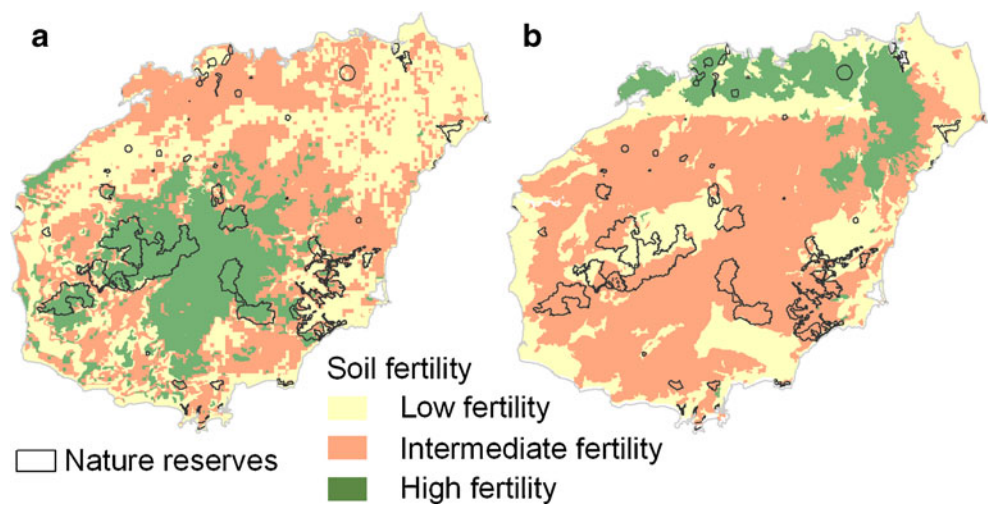 a
b
Soil fertility
Low fertility
Intermediate fertility
High fertility
Nature reserves